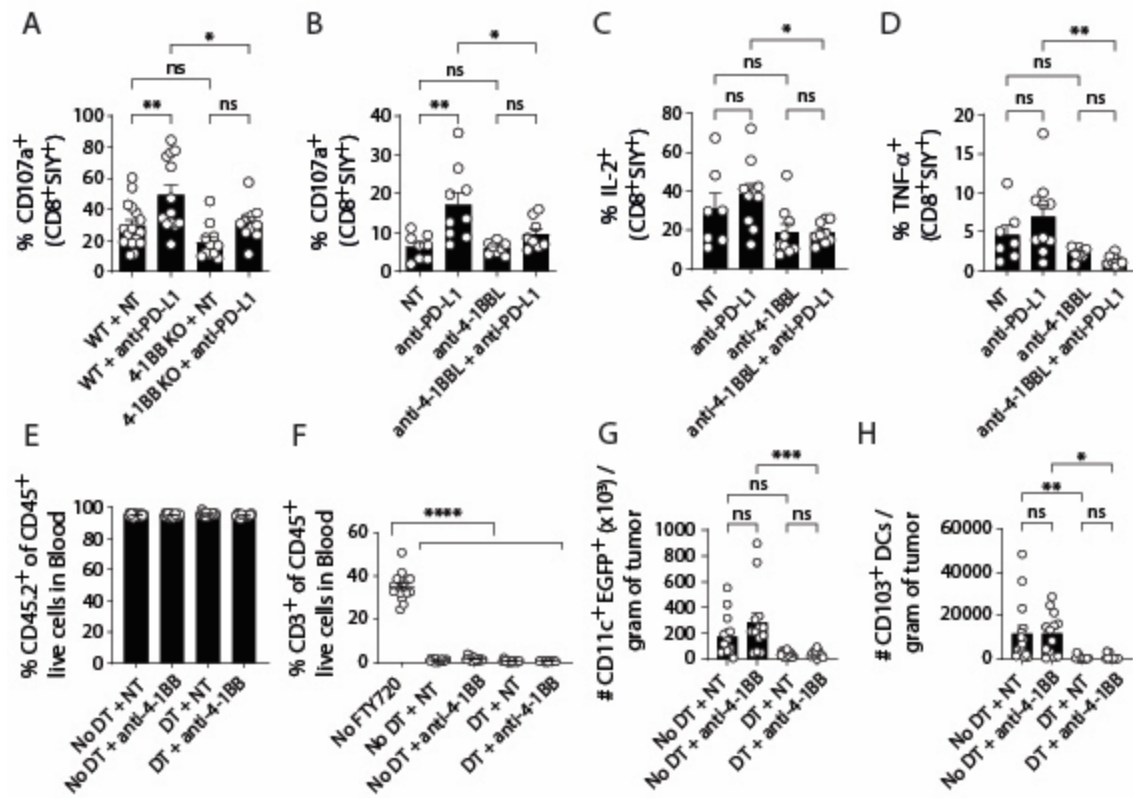 A
B
C
D
*
ns
**
ns
% CD107a⁺
(CD8⁺SIY⁺)
100
80
60
40
20
0
WT + NT
WT + anti-PD-L1
4-1BB KO + NT
4-1BB KO + anti-PD-L1
*
ns
**
ns
% CD107a⁺
(CD8⁺SIY⁺)
40
30
20
10
0
NT
anti-PD-L1
anti-4-1BBL
anti-4-1BBL + anti-PD-L1
*
ns
ns
ns
% IL-2⁺
(CD8⁺SIY⁺)
80
60
40
20
0
NT
anti-PD-L1
anti-4-1BBL
anti-4-1BBL + anti-PD-L1
**
ns
ns
ns
% TNF-α⁺
(CD8⁺SIY⁺)
20
15
10
5
0
NT
anti-PD-L1
anti-4-1BBL
anti-4-1BBL + anti-PD-L1
E
F
G
H
% CD45.2⁺ of CD45⁺
live cells in Blood
100
80
60
40
20
0
No DT + NT
No DT + anti-4-1BB
DT + NT
DT + anti-4-1BB
****
% CD3⁺ of CD45⁺
live cells in Blood
60
40
20
0
No FTY720
No DT + NT
No DT + anti-4-1BB
DT + NT
DT + anti-4-1BB
***
ns
ns
ns
# CD11c⁺ EGFP⁺ (x10³) /
gram of tumor
1000
800
600
400
200
0
No DT + NT
No DT + anti-4-1BB
DT + NT
DT + anti-4-1BB
*
**
ns
ns
# CD103⁺ DCs /
gram of tumor
60000
40000
20000
0
No DT + NT
No DT + anti-4-1BB
DT + NT
DT + anti-4-1BB